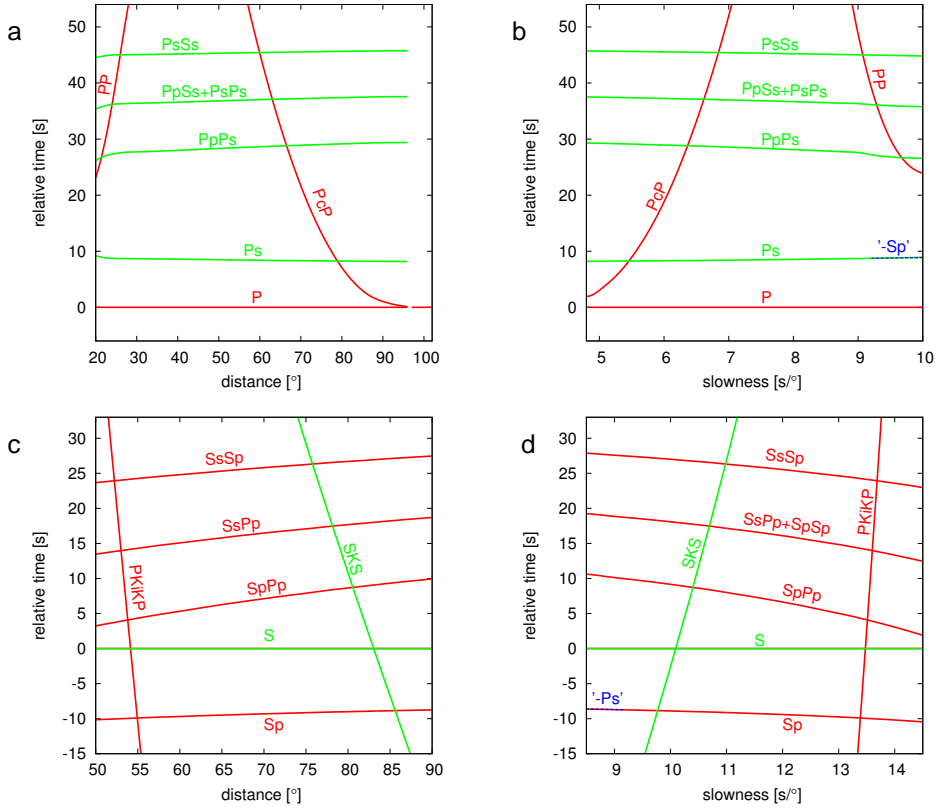 a
50
40
30
20
10
0
relative time [s]
PP
PsSs
PpSs+PsPs
PpPs
PcP
Ps
P
20 30 40 50 60 70 80 90 100
distance [°]
b
50
40
30
20
10
0
relative time [s]
PsSs
PP
PpSs+PsPs
PpPs
PcP
'-Sp'
Ps
P
5 6 7 8 9 10
slowness [s/°]
c
30
25
20
15
10
5
0
-5
-10
-15
relative time [s]
SsSp
SsPp
SKS
PKiKP
SpPp
S
Sp
50 55 60 65 70 75 80 85 90
distance [°]
d
30
25
20
15
10
5
0
-5
-10
-15
relative time [s]
SsSp
PKiKP
SsPp+SpSp
SKS
SpPp
S
'-Ps'
Sp
9 10 11 12 13 14
slowness [s/°]